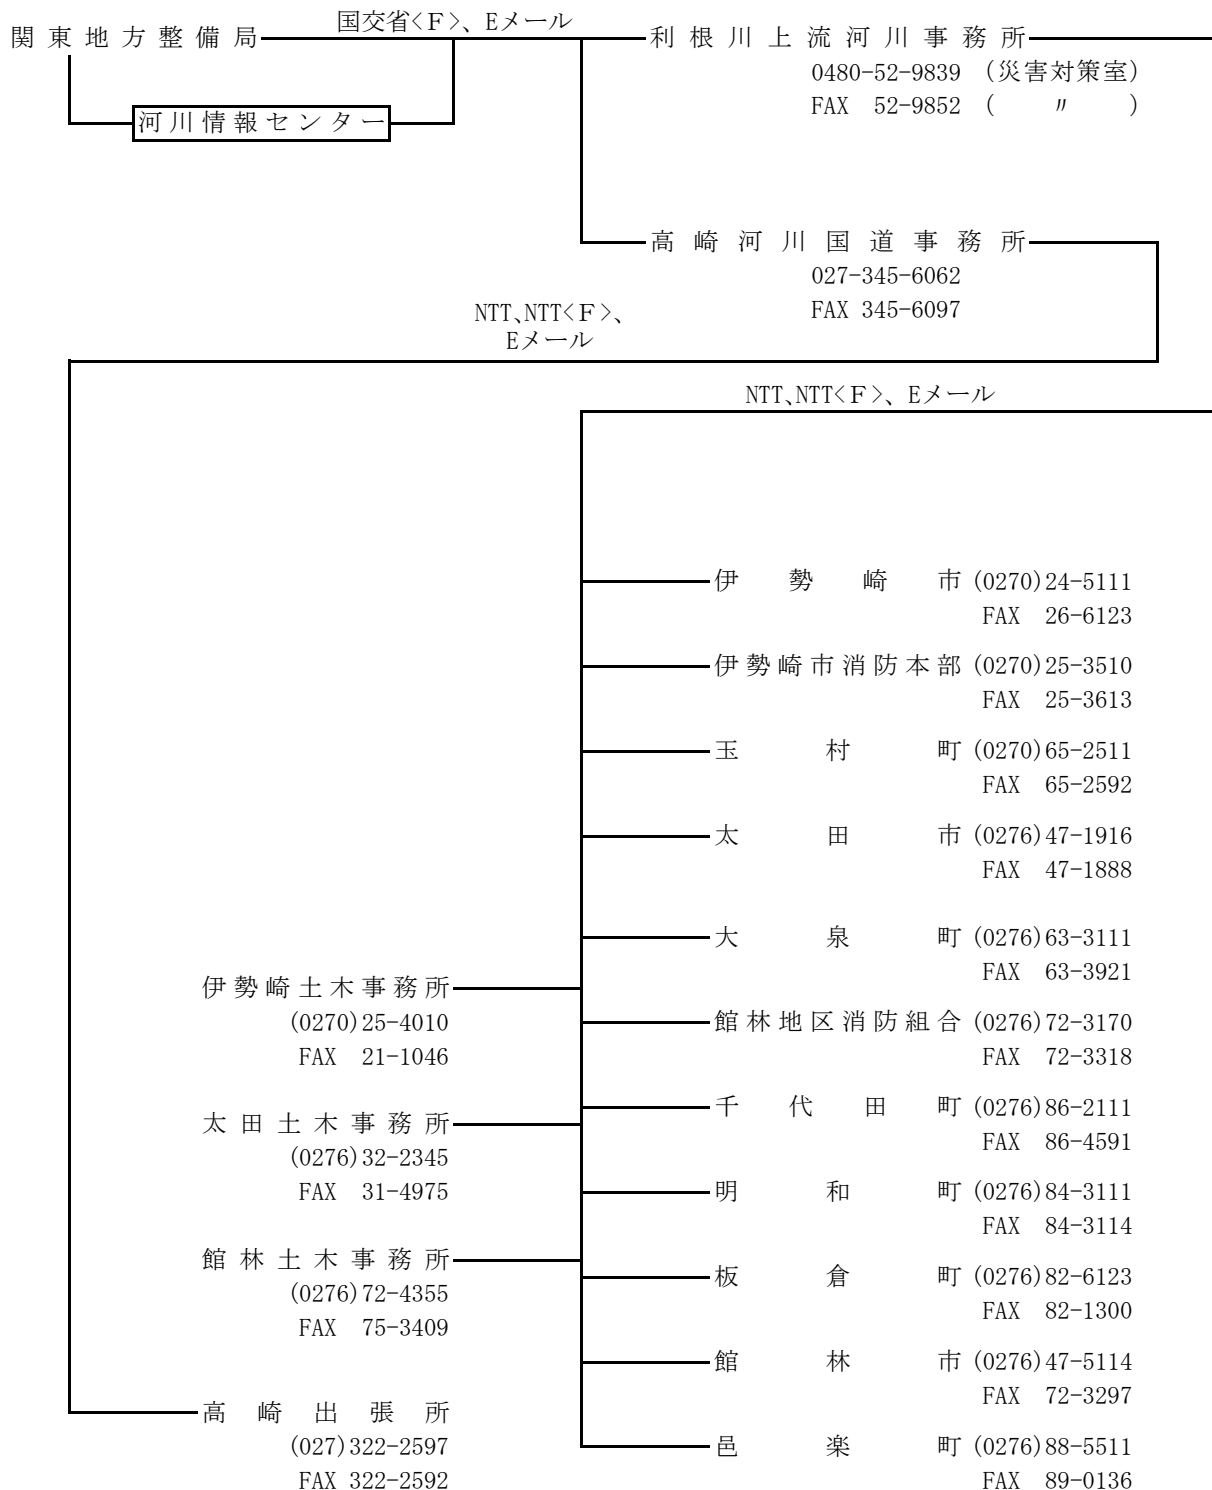 国交省<F>、Eメール
関東地方整備局
利根川上流河川事務所
0480-52-9839 (災害対策室)
FAX 52-9852 ( 〃 )
河川情報センター
高崎河川国道事務所
027-345-6062
FAX 345-6097
NTT、NTT<F>、
Eメール
NTT、NTT<F>、Eメール
伊勢崎市 (0270)24-5111
FAX 26-6123
伊勢崎市消防本部 (0270)25-3510
FAX 25-3613
玉村町 (0270)65-2511
FAX 65-2592
太田市 (0276)47-1916
FAX 47-1888
大泉町 (0276)63-3111
FAX 63-3921
伊勢崎土木事務所
(0270)25-4010
FAX 21-1046
館林地区消防組合 (0276)72-3170
FAX 72-3318
千代田町 (0276)86-2111
FAX 86-4591
太田土木事務所
(0276)32-2345
FAX 31-4975
明和町 (0276)84-3111
FAX 84-3114
館林土木事務所
(0276)72-4355
FAX 75-3409
板倉町 (0276)82-6123
FAX 82-1300
館林市 (0276)47-5114
FAX 72-3297
高崎出張所
(027)322-2597
FAX 322-2592
邑楽町 (0276)88-5511
FAX 89-0136